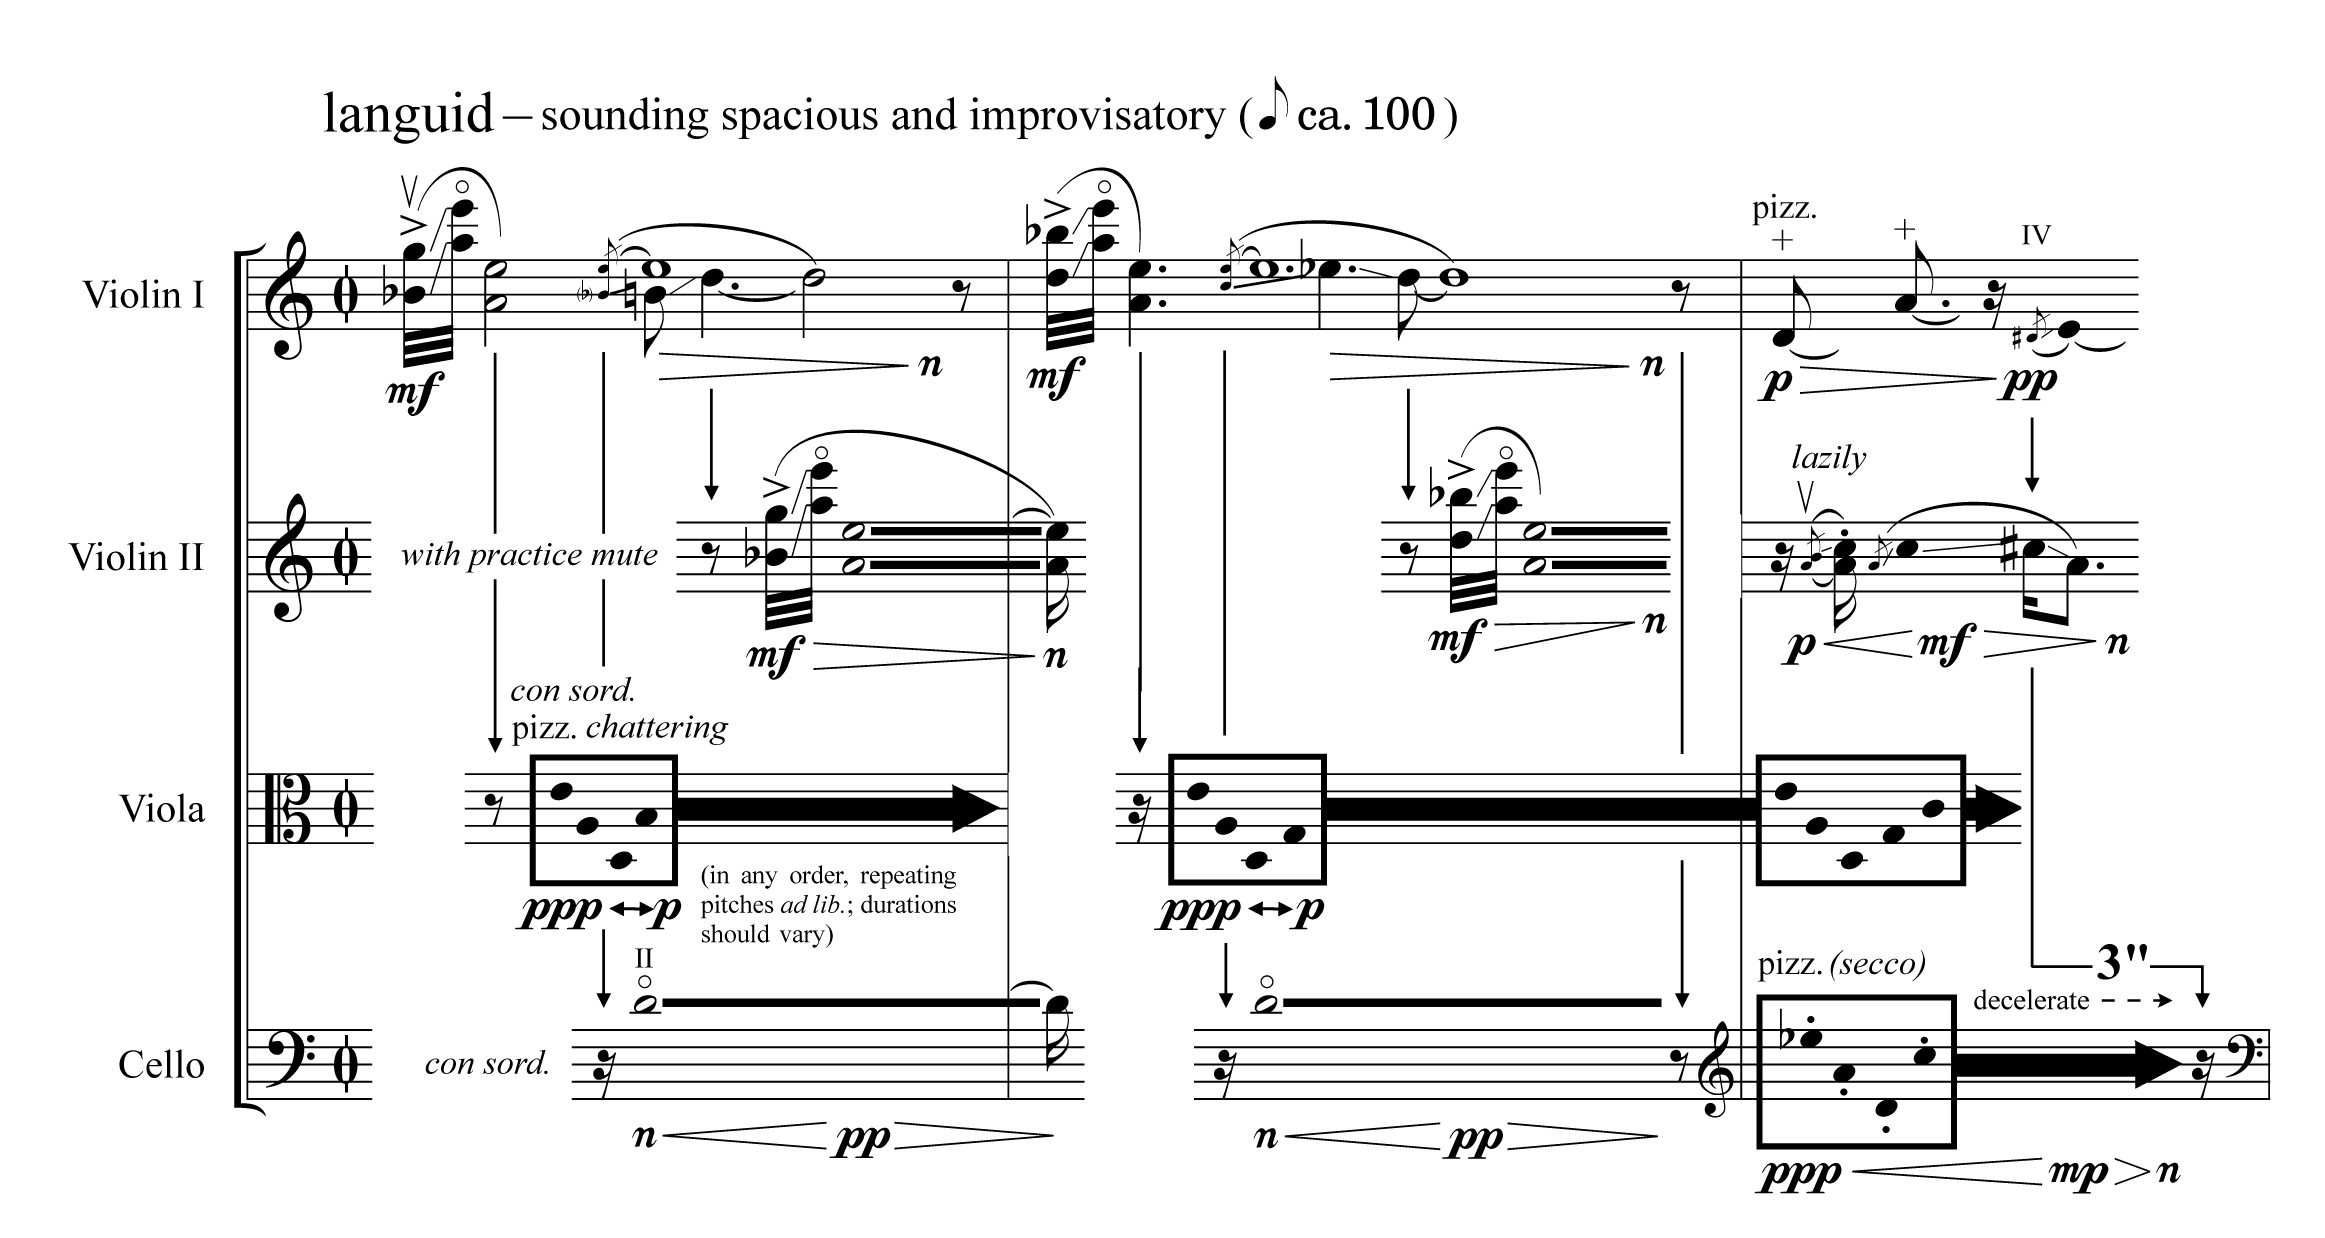 languid – sounding spacious and improvisatory (♪ ca. 100)
pizz.
Violin I
IV
mf
n
mf
n
p
pp
lazily
Violin II
with practice mute
mf
n
mf
n
p
mf
n
con sord.
pizz. chattering
Viola
ppp
p
(in any order, repeating
pitches ad lib.; durations
should vary)
ppp
p
II
pizz. (secco)
3"
decelerate
Cello
con sord.
n
pp
n
pp
ppp
mp
n